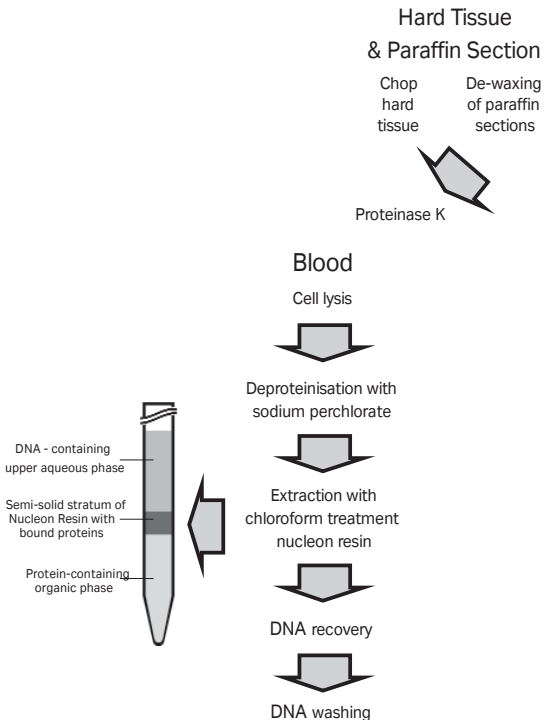 Hard Tissue
& Paraffin Section
Chop
hard
tissue
De-waxing
of paraffin
sections
Proteinase K
Blood
Cell lysis
Deproteinisation with
sodium perchlorate
DNA - containing
upper aqueous phase
Semi-solid stratum of
Nucleon Resin with
bound proteins
Protein-containing
organic phase
Extraction with
chloroform treatment
nucleon resin
DNA recovery
DNA washing